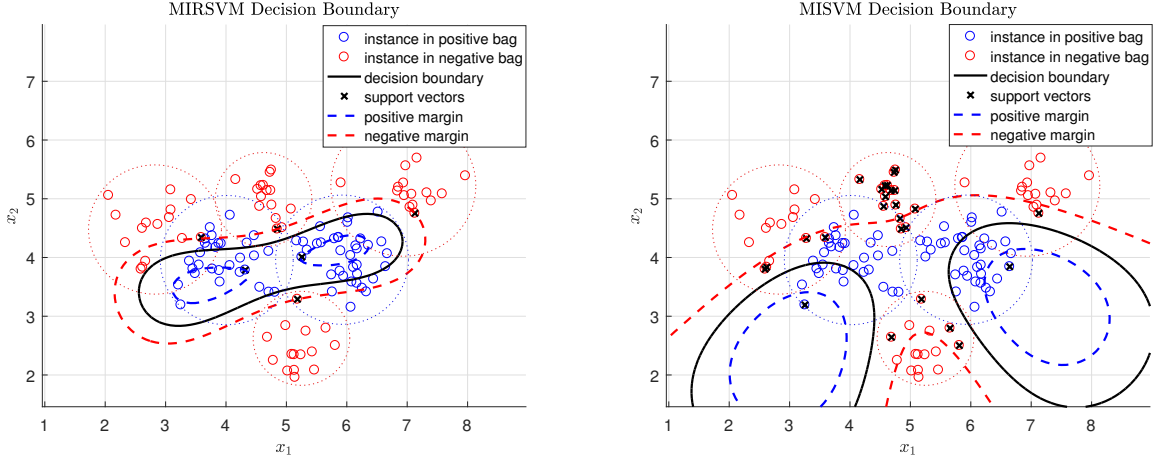 MIRSVM Decision Boundary
instance in positive bag
instance in negative bag
decision boundary
support vectors
positive margin
negative margin
7
6
5
4
3
2
x2
1 2 3 4 5 6 7 8
x1
MISVM Decision Boundary
instance in positive bag
instance in negative bag
decision boundary
support vectors
positive margin
negative margin
7
6
5
4
3
2
x2
1 2 3 4 5 6 7 8
x1